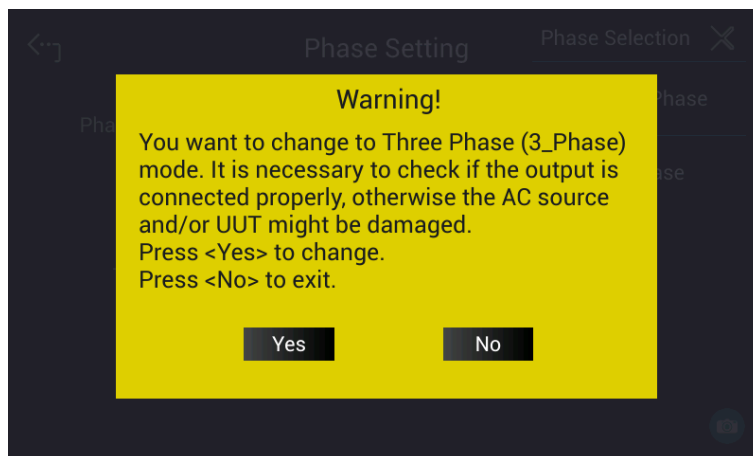 Phase Setting
Phase Selection
Warning!
You want to change to Three Phase (3_Phase)
mode. It is necessary to check if the output is
connected properly, otherwise the AC source
and/or UUT might be damaged.
Press <Yes> to change.
Press <No> to exit.
Yes
No